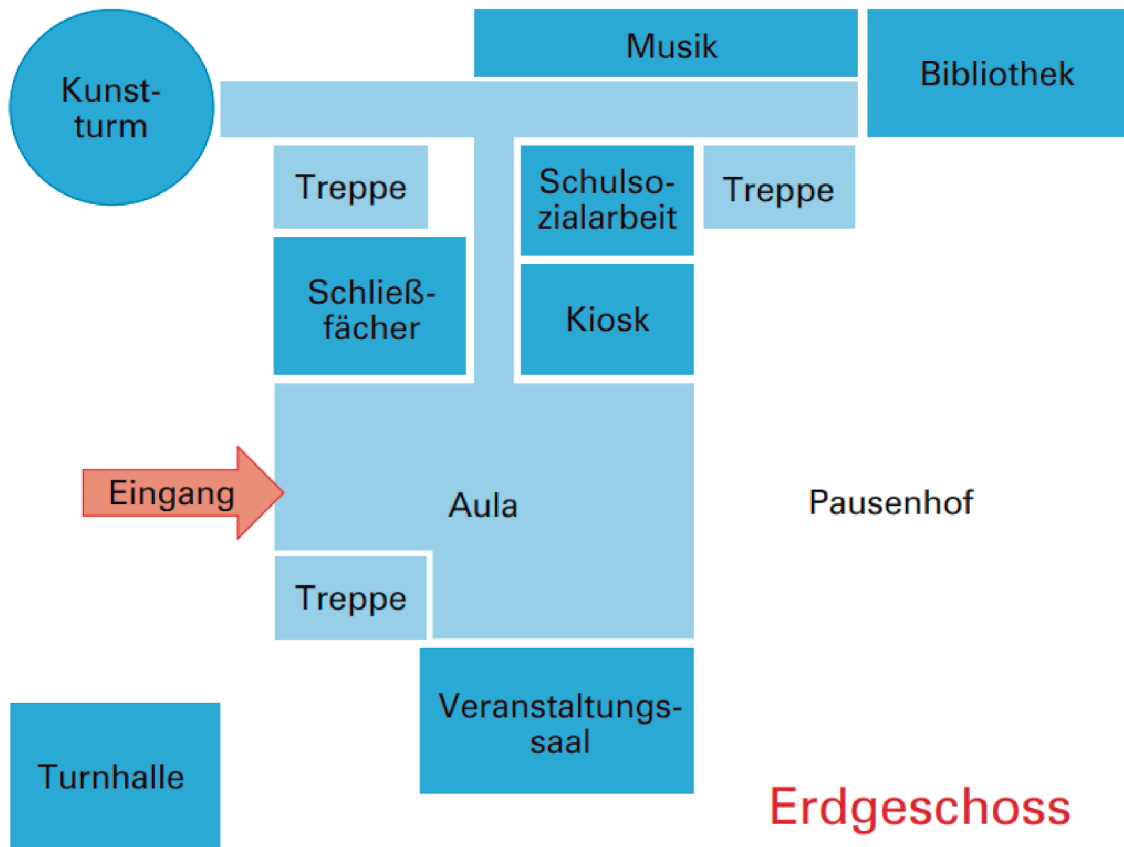 Musik
Bibliothek
Kunst-
turm
Treppe
Schulso-
zialarbeit
Treppe
Schließ-
fächer
Kiosk
Eingang
Aula
Pausenhof
Treppe
Veranstaltungs-
saal
Turnhalle
Erdgeschoss